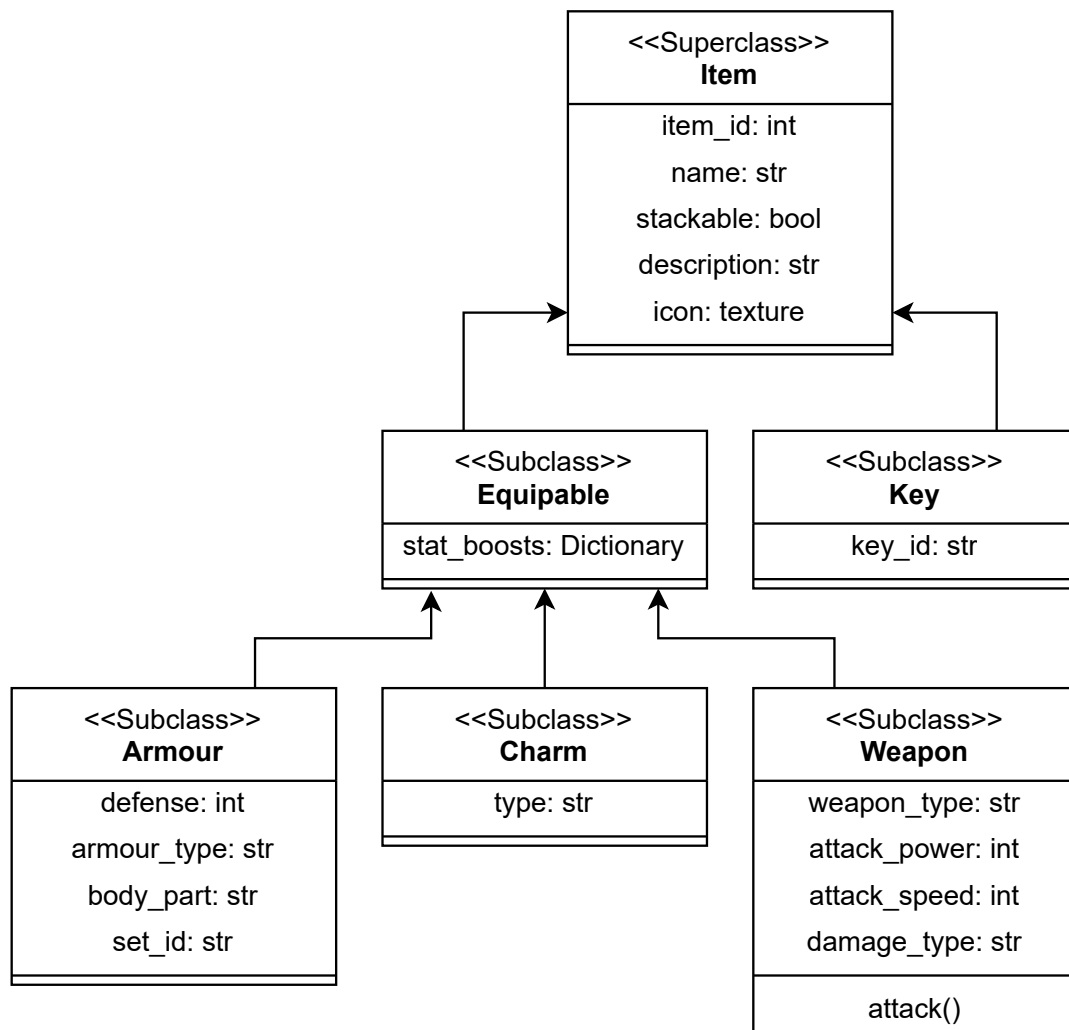 <<Superclass>>
Item
item_id: int
name: str
stackable: bool
description: str
icon: texture
<<Subclass>>
Equipable
stat_boosts: Dictionary
<<Subclass>>
Key
key_id: str
<<Subclass>>
Armour
defense: int
armour_type: str
body_part: str
set_id: str
<<Subclass>>
Charm
type: str
<<Subclass>>
Weapon
weapon_type: str
attack_power: int
attack_speed: int
damage_type: str
attack()